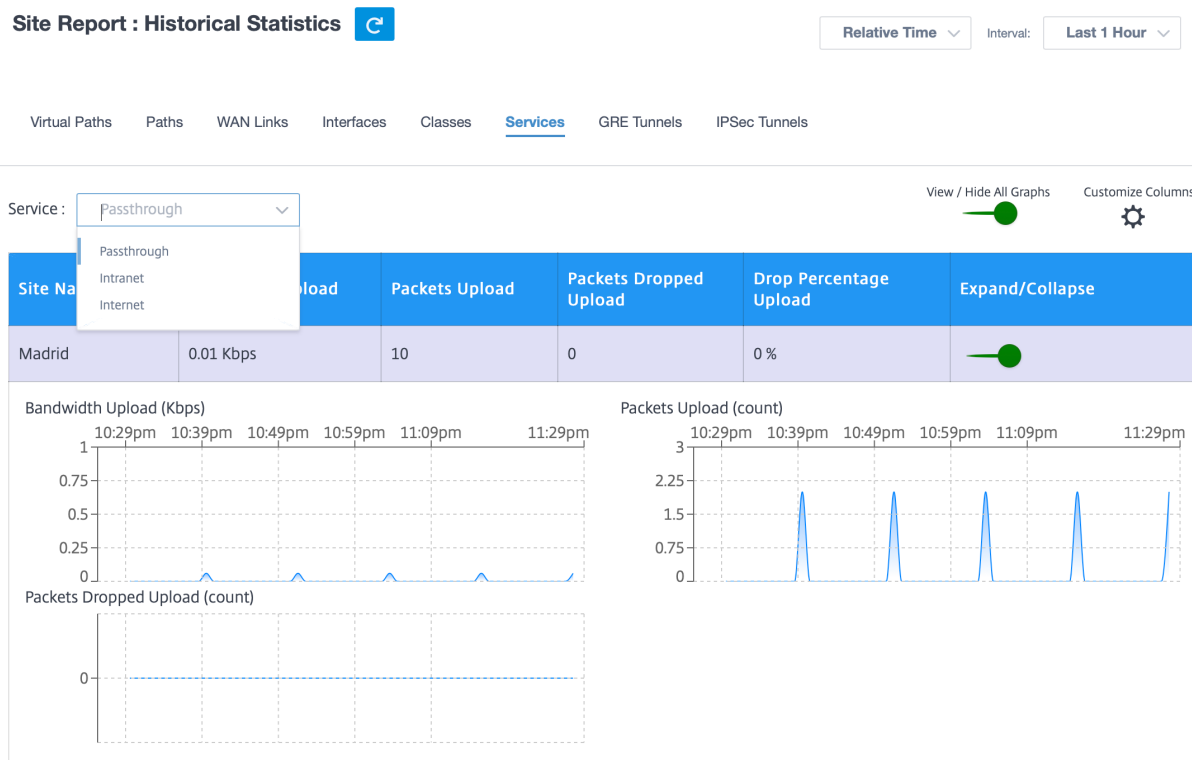 Site Report : Historical Statistics
Relative Time
Interval:
Last 1 Hour
Virtual Paths
Paths
WAN Links
Interfaces
Classes
Services
GRE Tunnels
IPSec Tunnels
Service :
Passthrough
View / Hide All Graphs
Customize Columns
Passthrough
Intranet
Internet
Site Na
pload
Packets Upload
Packets Dropped
Upload
Drop Percentage
Upload
Expand/Collapse
Madrid
0.01 Kbps
10
0
0 %
Bandwidth Upload (Kbps)
10:29pm 10:39pm 10:49pm 10:59pm 11:09pm 11:29pm
1
0.75
0.5
0.25
0
Packets Upload (count)
10:29pm 10:39pm 10:49pm 10:59pm 11:09pm 11:29pm
3
2.25
1.5
0.75
0
Packets Dropped Upload (count)
0